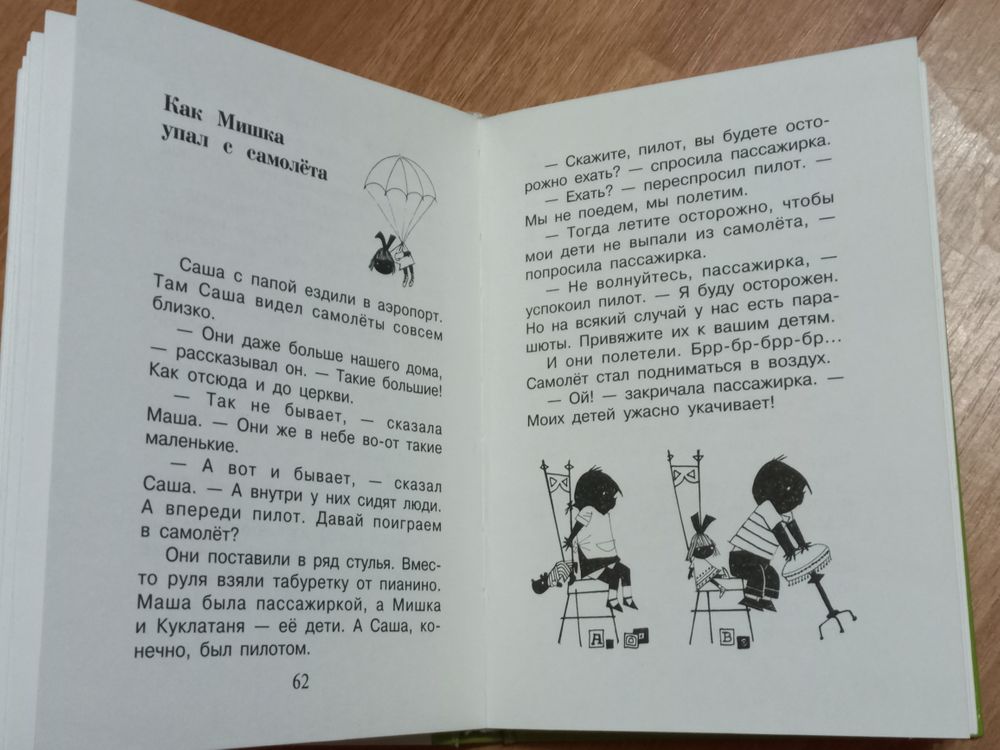 Как Мишка
упал с самолёта
Саша с папой ездили в аэропорт.
Там Саша видел самолёты совсем
близко.
— Они даже больше нашего дома,
— рассказывал он. — Такие большие!
Как отсюда и до церкви.
— Так не бывает, — сказала
Маша. — Они же в небе во-от такие
маленькие.
— А вот и бывает, — сказал
Саша. — А внутри у них сидят люди.
А впереди пилот. Давай поиграем
в самолёт?
Они поставили в ряд стулья. Вмес-
то руля взяли табуретку от пианино.
Маша была пассажиркой, а Мишка
и Куклатаня — её дети. А Саша, ко-
нечно, был пилотом.
62
— Скажите, пилот, вы будете осто-
рожно ехать? — спросила пассажирка.
— Ехать? — переспросил пилот. —
Мы не поедем, мы полетим.
— Тогда летите осторожно, чтобы
мои дети не выпали из самолёта, —
попросила пассажирка.
— Не волнуйтесь, пассажирка, —
успокоил пилот. — Я буду осторожен.
Но на всякий случай у нас есть пара-
шюты. Привяжите их к вашим детям.
И они полетели. Брр-бр-брр-бр...
Самолёт стал подниматься в воздух.
— Ой! — закричала пассажирка. —
Моих детей ужасно укачивает!
А
В